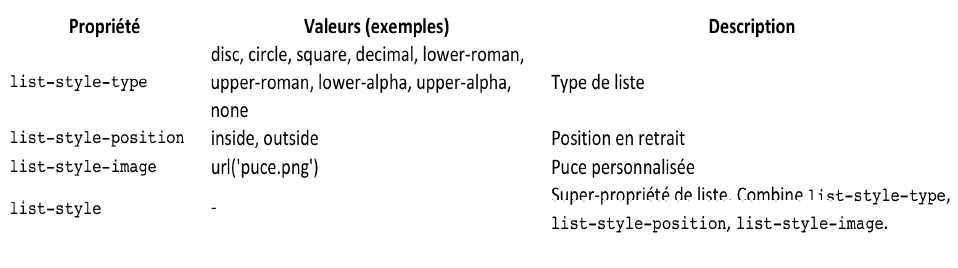 Propriété Valeurs (exemples) Description
disc, circle, square, decimal, lower-roman,
list-style-type upper-roman, lower-alpha, upper-alpha, Type de liste
none
list-style-position inside, outside Position en retrait
list-style-image url('puce.png') Puce personnalisée
Super-propriété de liste. Combine list-style-type,
list-style -
list-style-position, list-style-image.